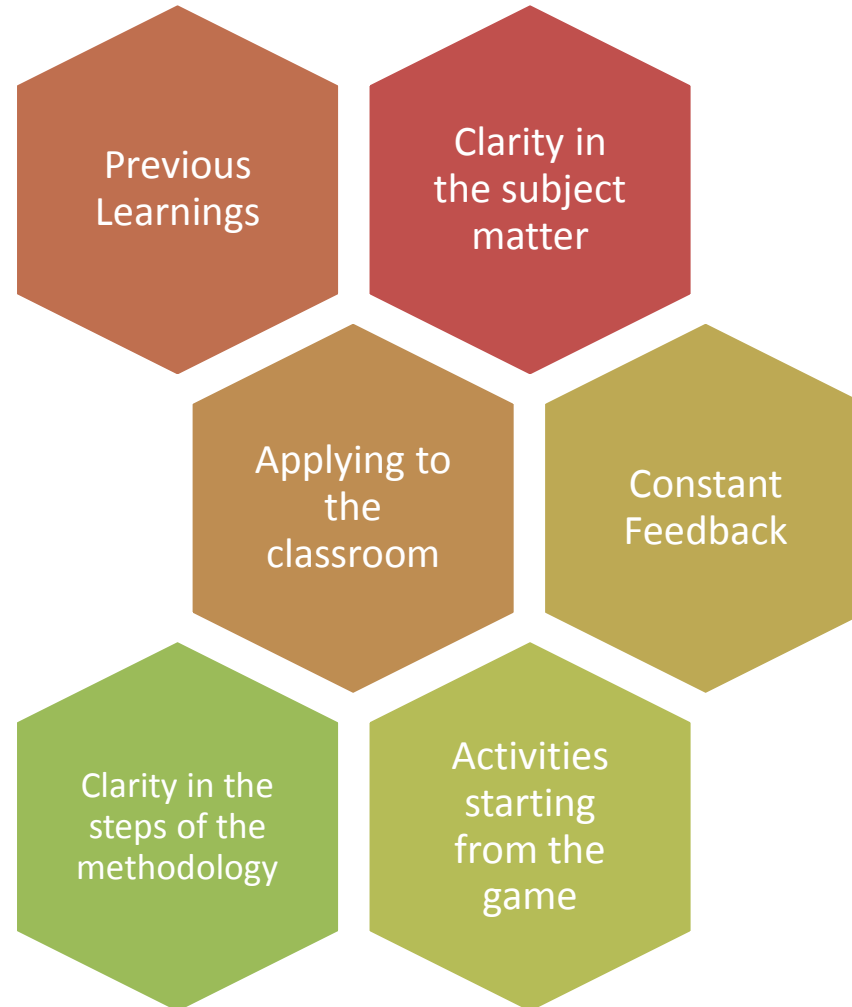 Previous
Learnings
Clarity in
the subject
matter
Applying to
the
classroom
Constant
Feedback
Clarity in the
steps of the
methodology
Activities
starting
from the
game